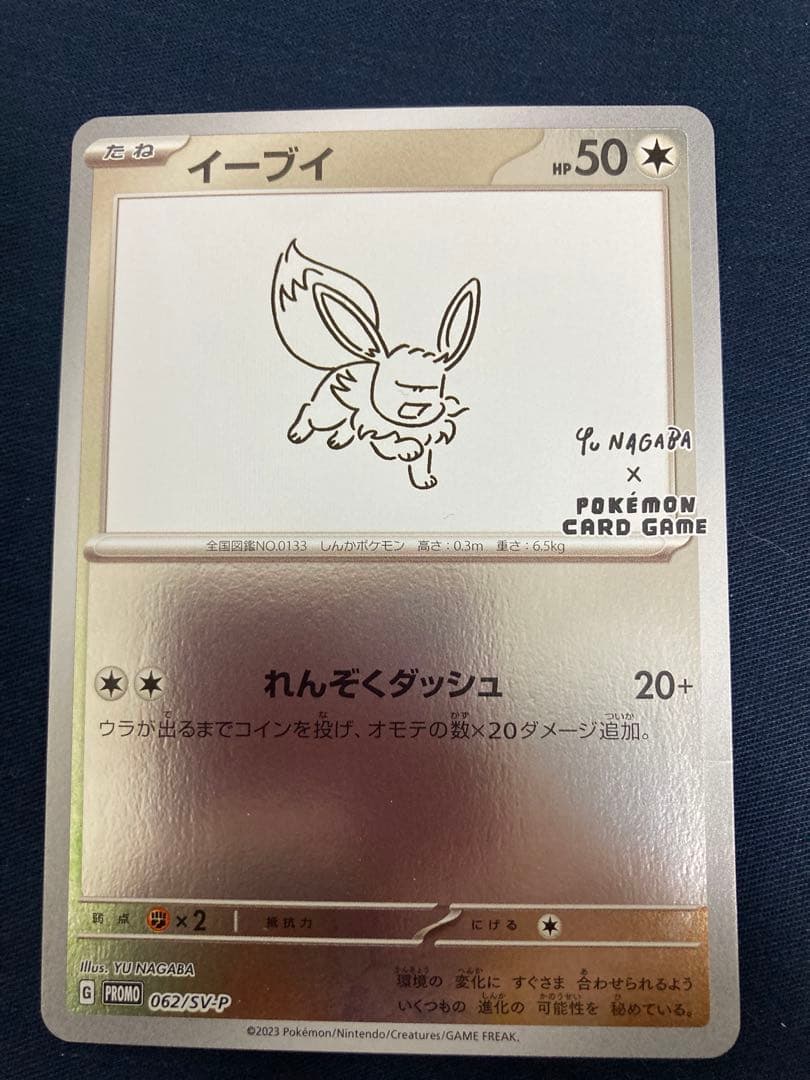 たね イーブイ HP 50
YU NAGABA
×
POKÉMON
CARD GAME
全国図鑑NO.0133 しんかポケモン 高さ:0.3m 重さ:6.5kg
れんぞくダッシュ 20+
ウラが出るまでコインを投げ、オモテの数×20ダメージ追加。
弱点 ×2 抵抗力 にげる
Illus. YU NAGABA
環境の 変化に すぐさま 合わせられるよう
いくつもの 進化の 可能性を 秘めている。
G PROMO 062/SV-P
©2023 Pokémon/Nintendo/Creatures/GAME FREAK.